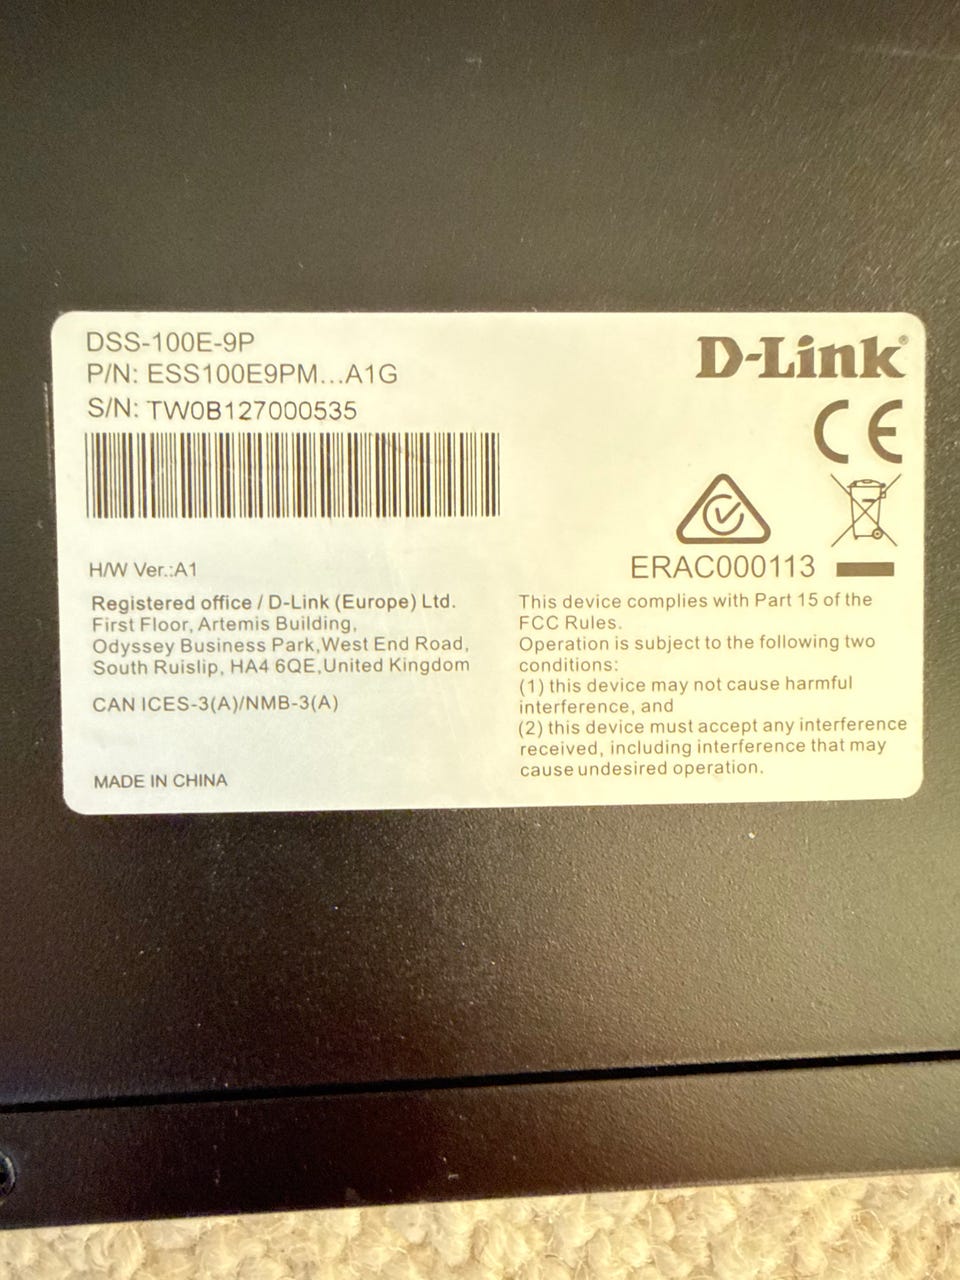 DSS-100E-9P
P/N: ESS100E9PM...A1G
S/N: TW0B127000535
D-Link®
CE
ERAC000113
H/W Ver.:A1
Registered office / D-Link (Europe) Ltd.
First Floor, Artemis Building,
Odyssey Business Park,West End Road,
South Ruislip, HA4 6QE,United Kingdom
CAN ICES-3(A)/NMB-3(A)
MADE IN CHINA
This device complies with Part 15 of the
FCC Rules.
Operation is subject to the following two
conditions:
(1) this device may not cause harmful
interference, and
(2) this device must accept any interference
received, including interference that may
cause undesired operation.